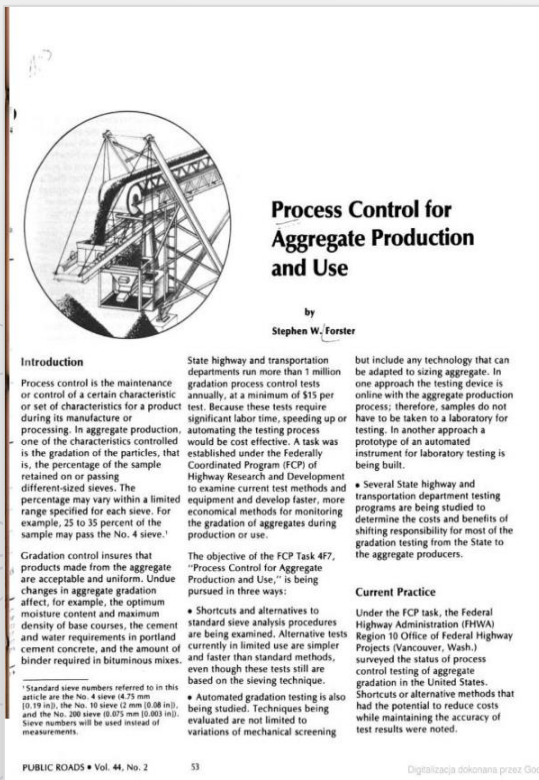 Process Control for
Aggregate Production
and Use
by
Stephen W. Forster
Introduction
Process control is the maintenance
or control of a certain characteristic
or set of characteristics for a product
during its manufacture or
processing. In aggregate production,
one of the characteristics controlled
is the gradation of the particles, that
is, the percentage of the sample
retained on or passing
different-sized sieves. The
percentage may vary within a limited
range specified for each sieve. For
example, 25 to 35 percent of the
sample may pass the No. 4 sieve.¹
Gradation control insures that
products made from the aggregate
are acceptable and uniform. Undue
changes in aggregate gradation
affect, for example, the optimum
moisture content and maximum
density of base courses, the cement
and water requirements in portland
cement concrete, and the amount of
binder required in bituminous mixes.
¹Standard sieve numbers referred to in this
article are the No. 4 sieve (4.75 mm
[0.19 in]), the No. 10 sieve (2 mm [0.08 in]),
and the No. 200 sieve (0.075 mm [0.003 in]).
Sieve numbers will be used instead of
measurements.
State highway and transportation
departments run more than 1 million
gradation process control tests
annually, at a minimum of $15 per
test. Because these tests require
significant labor time, speeding up or
automating the testing process
would be cost effective. A task was
established under the Federally
Coordinated Program (FCP) of
Highway Research and Development
to examine current test methods and
equipment and develop faster, more
economical methods for monitoring
the gradation of aggregates during
production or use.
The objective of the FCP Task 4F7,
"Process Control for Aggregate
Production and Use," is being
pursued in three ways:
• Shortcuts and alternatives to
standard sieve analysis procedures
are being examined. Alternative tests
currently in limited use are simpler
and faster than standard methods,
even though these tests still are
based on the sieving technique.
• Automated gradation testing is also
being studied. Techniques being
evaluated are not limited to
variations of mechanical screening
but include any technology that can
be adapted to sizing aggregate. In
one approach the testing device is
online with the aggregate production
process; therefore, samples do not
have to be taken to a laboratory for
testing. In another approach a
prototype of an automated
instrument for laboratory testing is
being built.
• Several State highway and
transportation department testing
programs are being studied to
determine the costs and benefits of
shifting responsibility for most of the
gradation testing from the State to
the aggregate producers.
Current Practice
Under the FCP task, the Federal
Highway Administration (FHWA)
Region 10 Office of Federal Highway
Projects (Vancouver, Wash.)
surveyed the status of process
control testing of aggregate
gradation in the United States.
Shortcuts or alternative methods that
had the potential to reduce costs
while maintaining the accuracy of
test results were noted.
PUBLIC ROADS • Vol. 44, No. 2
53
Digitalizacja dokonana przez Goo